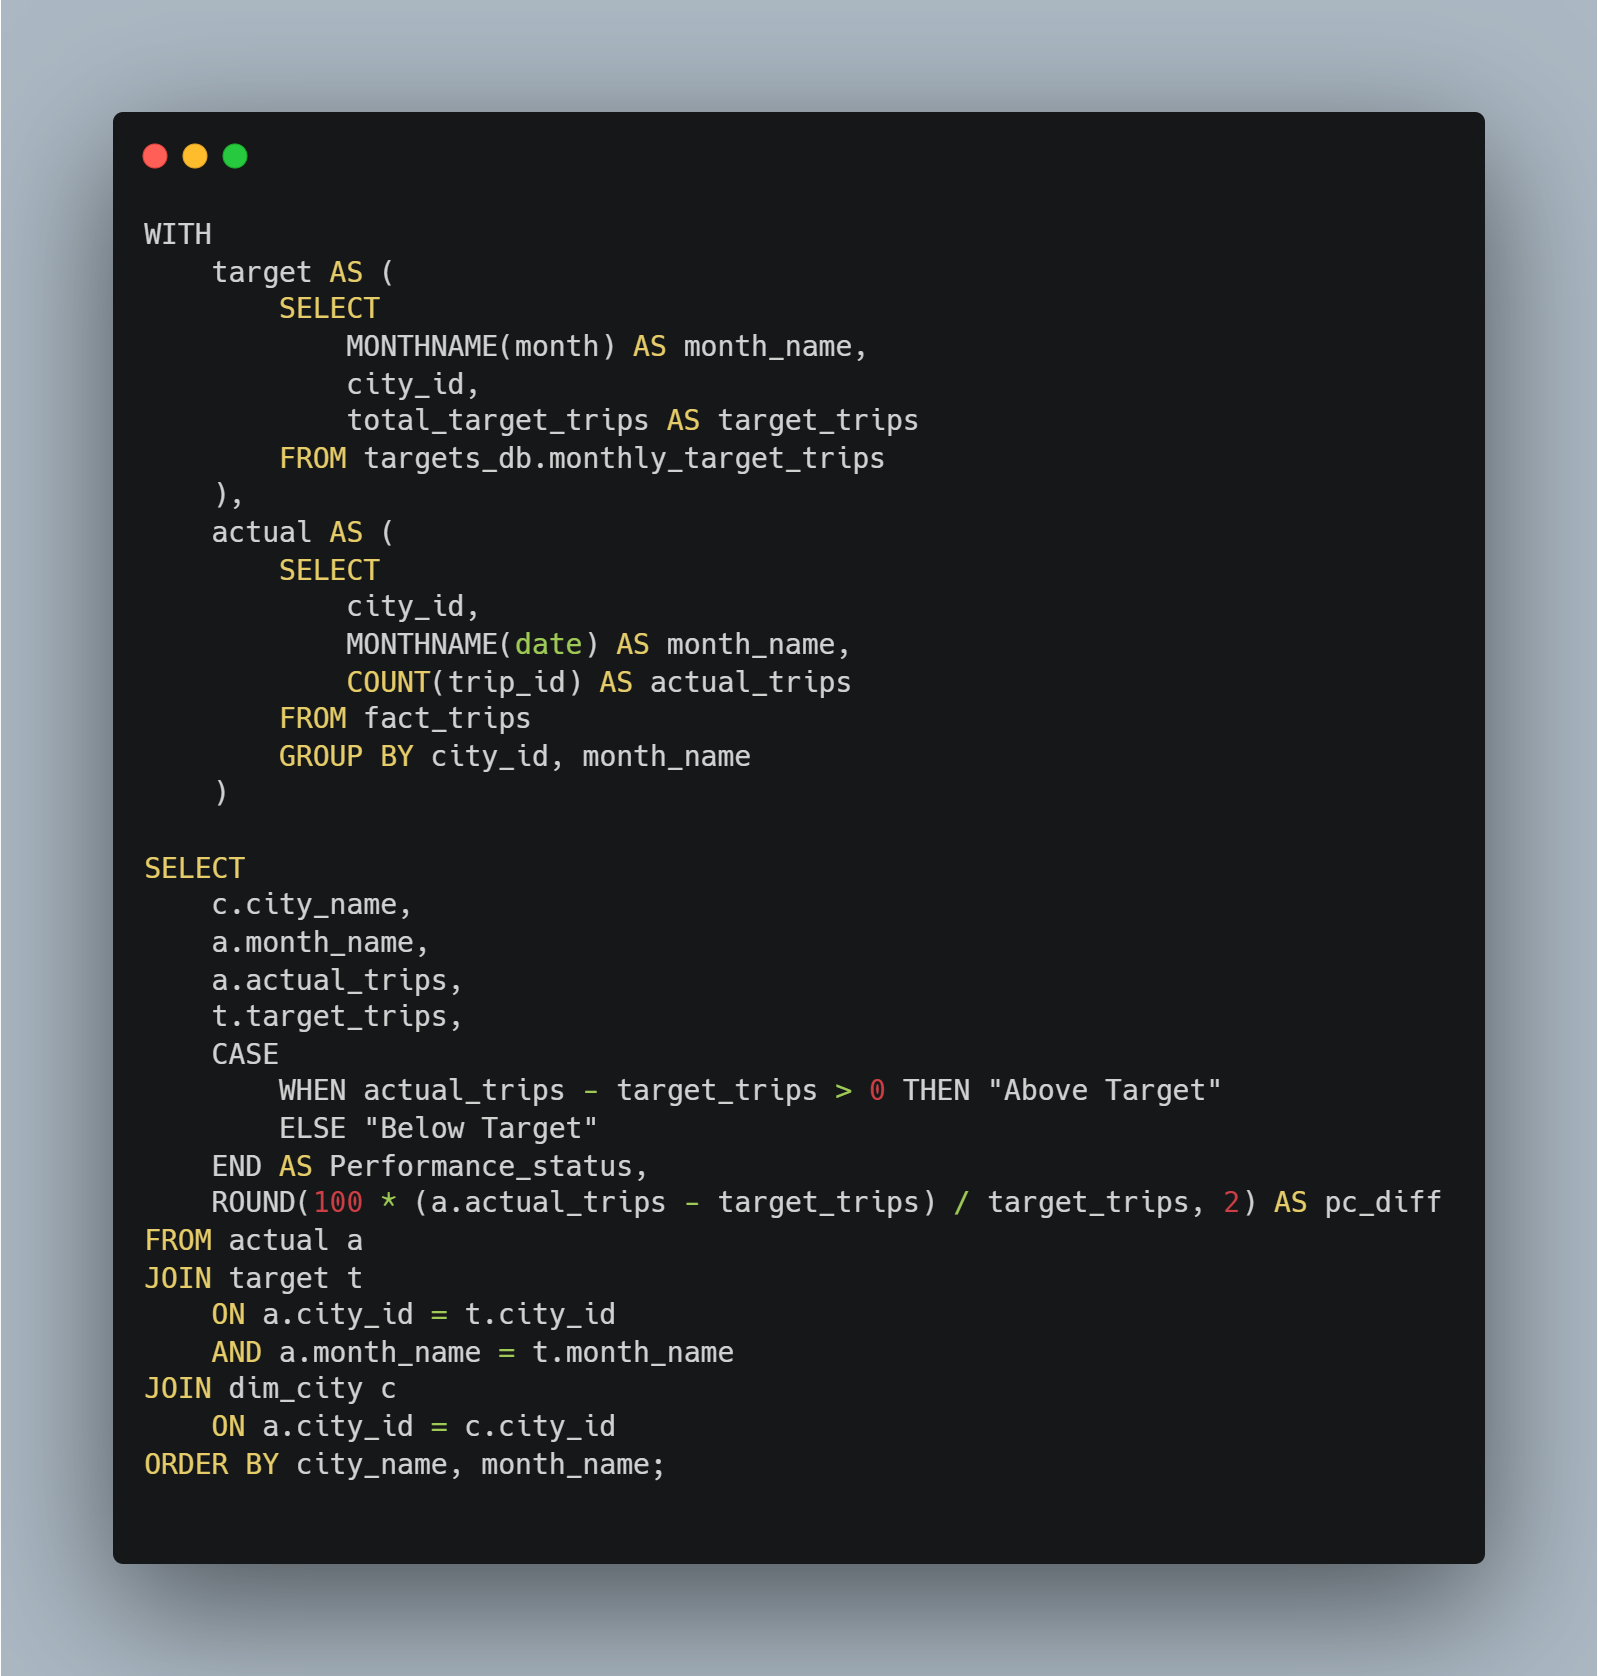 WITH
    target AS (
        SELECT
            MONTHNAME(month) AS month_name,
            city_id,
            total_target_trips AS target_trips
        FROM targets_db.monthly_target_trips
    ),
    actual AS (
        SELECT
            city_id,
            MONTHNAME(date) AS month_name,
            COUNT(trip_id) AS actual_trips
        FROM fact_trips
        GROUP BY city_id, month_name
    )

SELECT
    c.city_name,
    a.month_name,
    a.actual_trips,
    t.target_trips,
    CASE
        WHEN actual_trips - target_trips > 0 THEN "Above Target"
        ELSE "Below Target"
    END AS Performance_status,
    ROUND(100 * (a.actual_trips - target_trips) / target_trips, 2) AS pc_diff
FROM actual a
JOIN target t
    ON a.city_id = t.city_id
    AND a.month_name = t.month_name
JOIN dim_city c
    ON a.city_id = c.city_id
ORDER BY city_name, month_name;